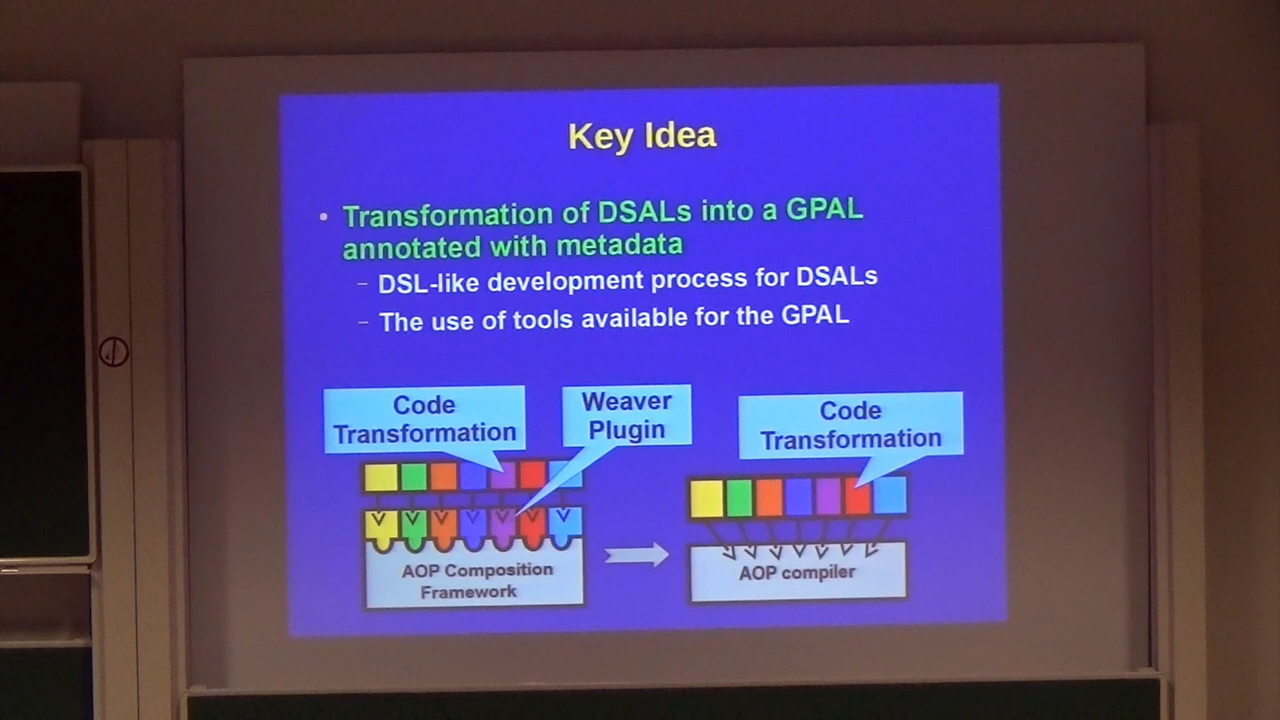 Key Idea
• Transformation of DSALs into a GPAL
annotated with metadata
– DSL-like development process for DSALs
– The use of tools available for the GPAL
Code
Transformation
Weaver
Plugin
Code
Transformation
AOP Composition
Framework
AOP compiler